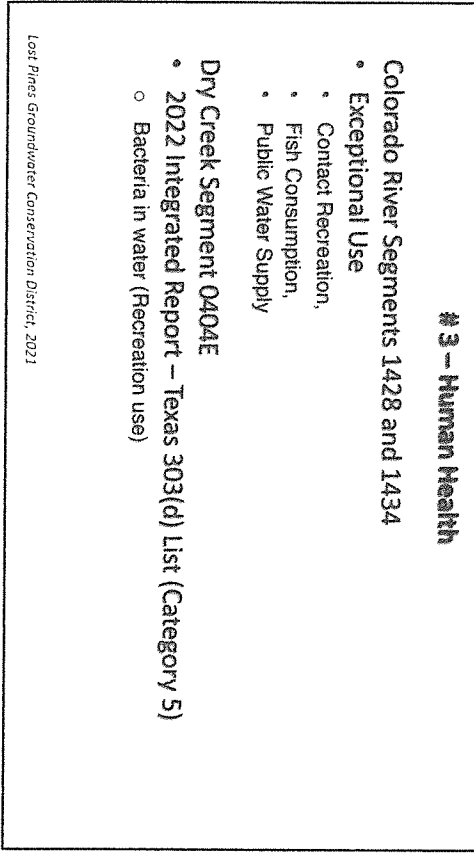 # 3 – Human Health
Colorado River Segments 1428 and 1434
• Exceptional Use
• Contact Recreation,
• Fish Consumption,
• Public Water Supply
Dry Creek Segment 0404E
• 2022 Integrated Report – Texas 303(d) List (Category 5)
○ Bacteria in water (Recreation use)
Lost Pines Groundwater Conservation District, 2021